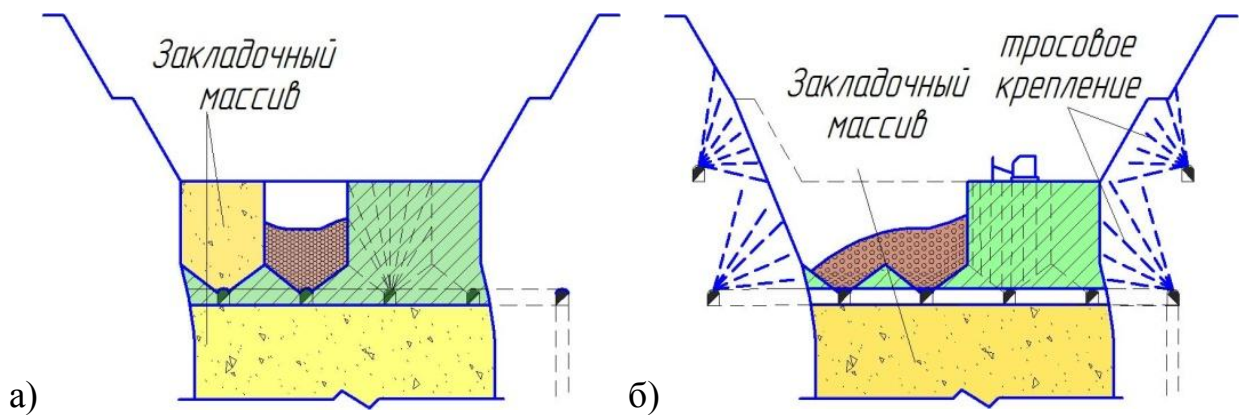 Закладочный
массив
а)
Закладочный
массив
тросовое
крепление
б)